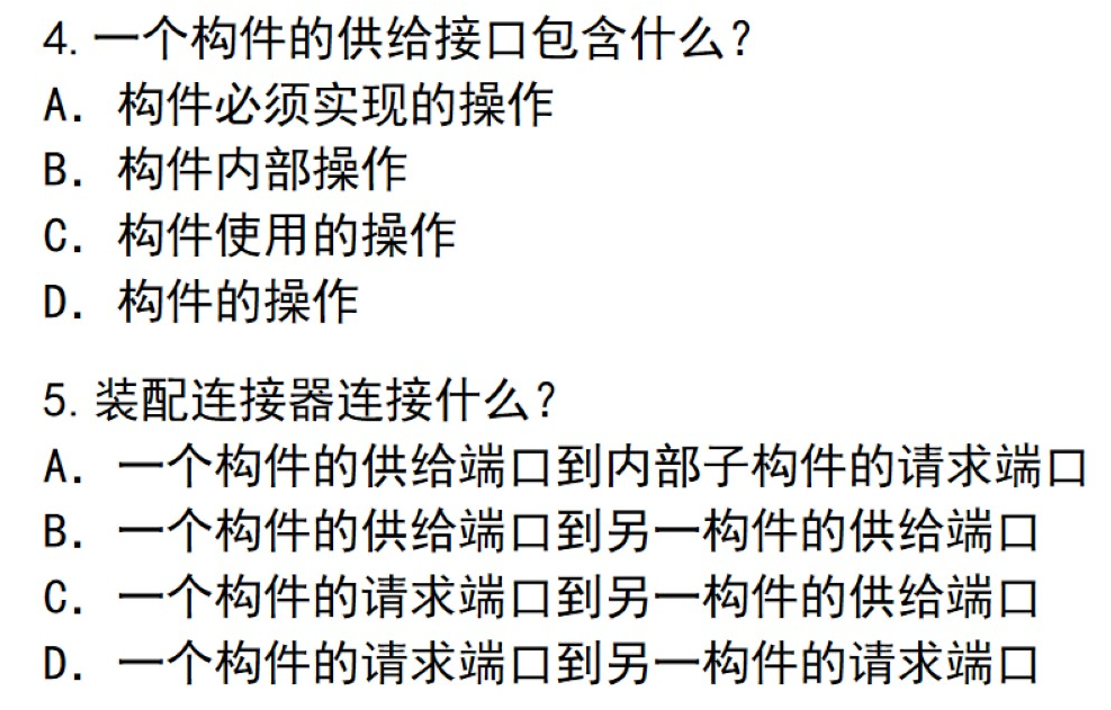 4.一个构件的供给接口包含什么？
A. 构件必须实现的操作
B. 构件内部操作
C. 构件使用的操作
D. 构件的操作
5.装配连接器连接什么？
A. 一个构件的供给端口到内部子构件的请求端口
B. 一个构件的供给端口到另一构件的供给端口
C. 一个构件的请求端口到另一构件的供给端口
D. 一个构件的请求端口到另一构件的请求端口